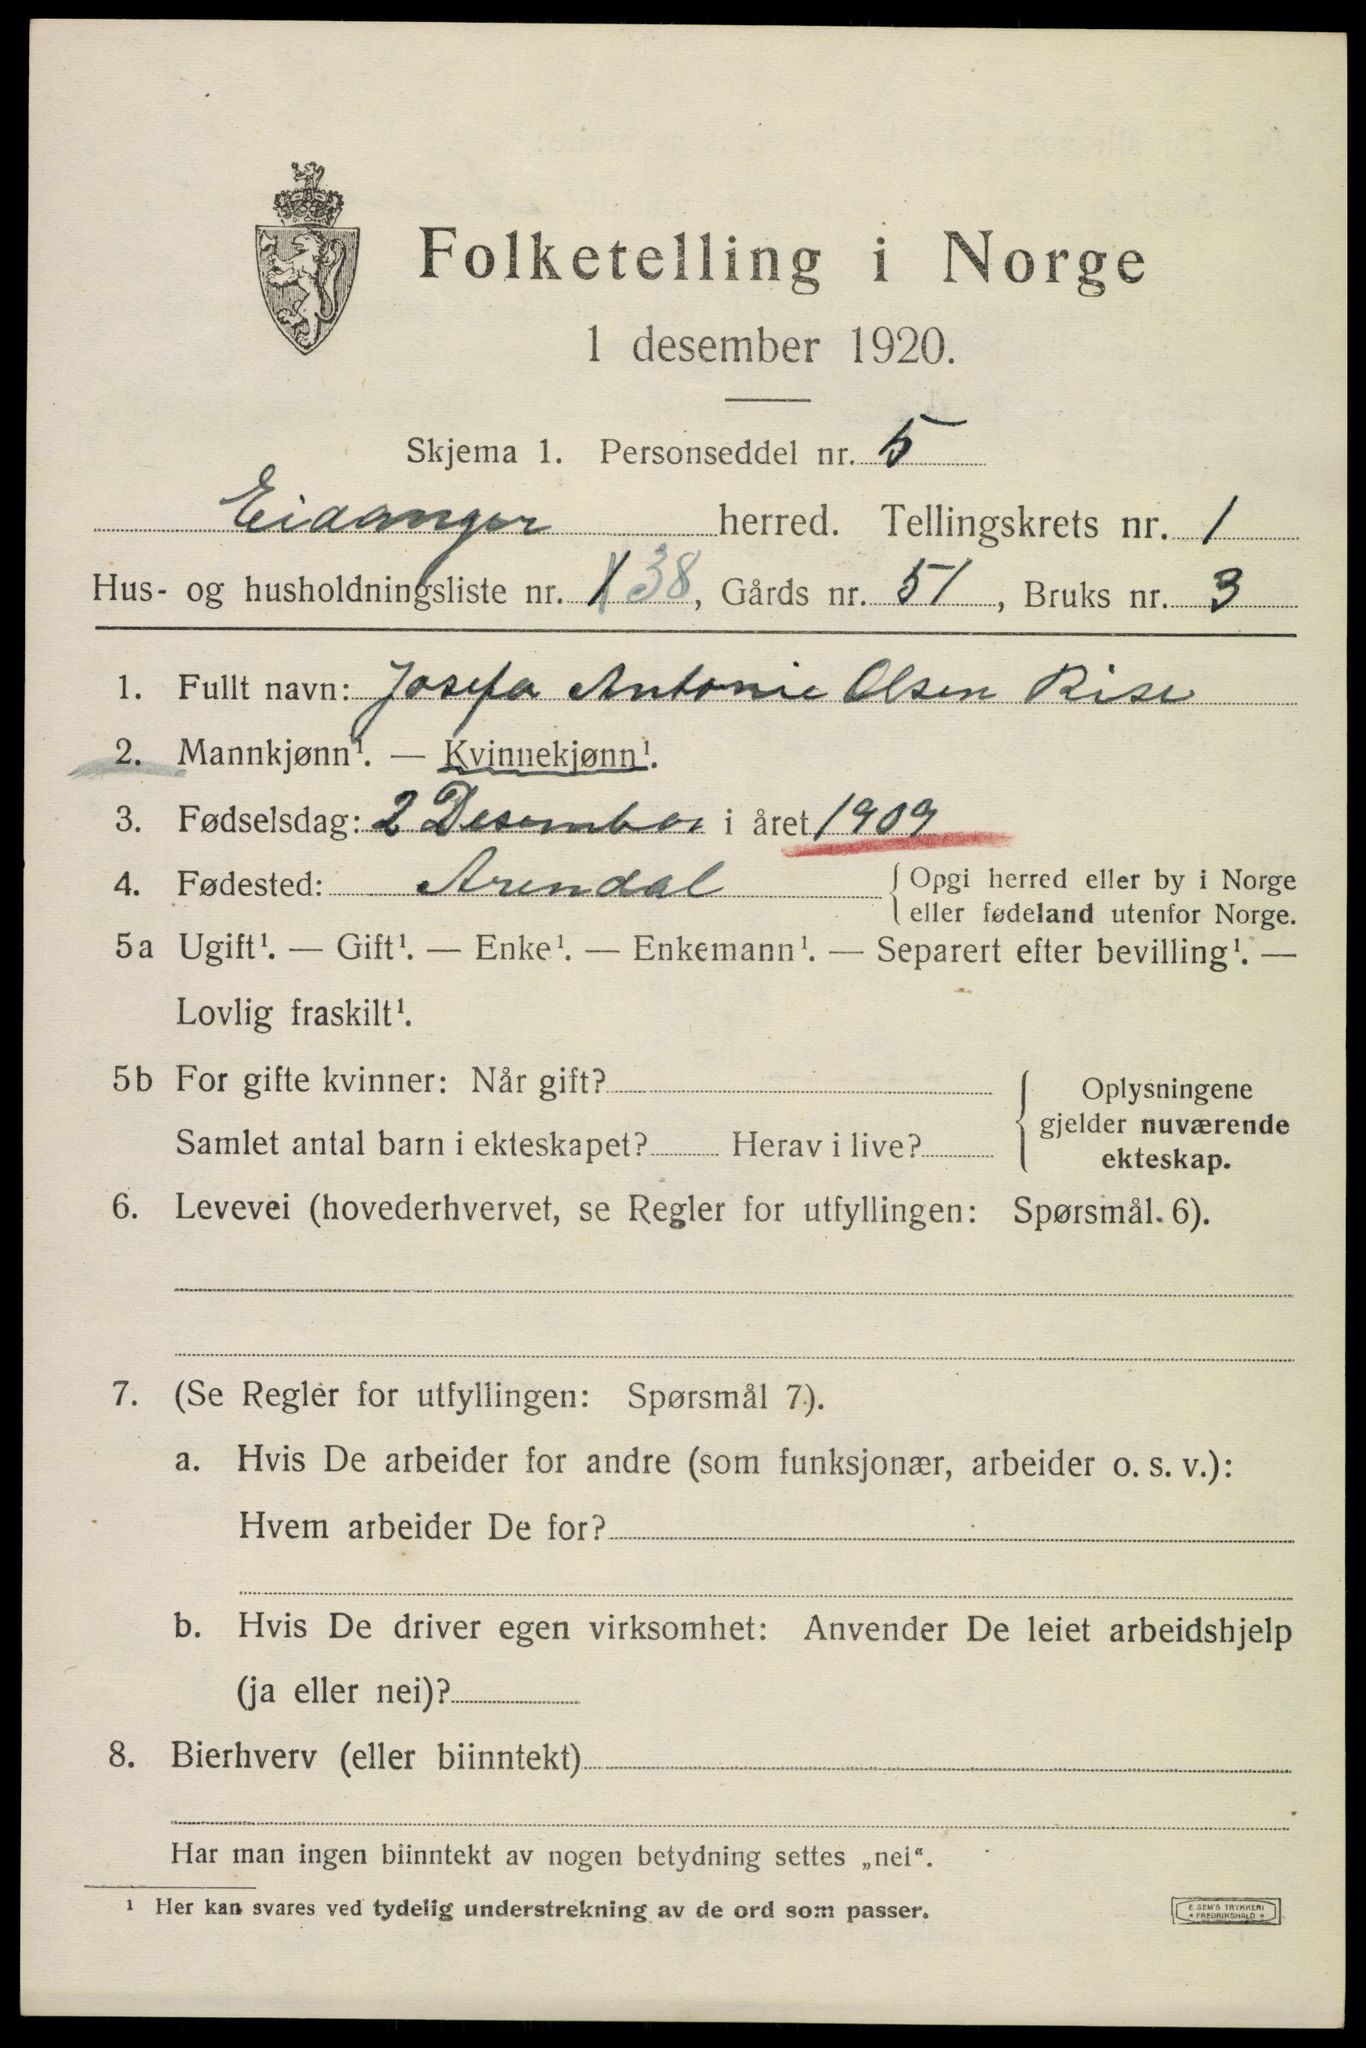 Folketelling i Norge
1 desember 1920.
Skjema 1. Personseddel nr. 5
Eidanger herred. Tellingskrets nr. 1
Hus- og husholdningsliste nr. 1 38, Gårds nr. 51, Bruks nr. 3
1. Fullt navn: Josefa Antonie Olsen Rise
2. Mannkjønn¹. — Kvinnekjønn¹.
3. Fødselsdag: 2 Desember i året 1909
4. Fødested: Arendal { Opgi herred eller by i Norge
eller fødeland utenfor Norge.
5a Ugift¹. — Gift¹. — Enke¹. — Enkemann¹. — Separert efter bevilling¹. —
Lovlig fraskilt¹.
5b For gifte kvinner: Når gift? { Oplysningene
gjelder nuværende
Samlet antal barn i ekteskapet? Herav i live?
ekteskap.
6. Levevei (hovederhvervet, se Regler for utfyllingen: Spørsmål 6).
7. (Se Regler for utfyllingen: Spørsmål 7).
a. Hvis De arbeider for andre (som funksjonær, arbeider o. s. v.):
Hvem arbeider De for?
b. Hvis De driver egen virksomhet: Anvender De leiet arbeidshjelp
(ja eller nei)?
8. Bierhverv (eller biinntekt)
Har man ingen biinntekt av nogen betydning settes „nei“.
¹ Her kan svares ved tydelig understrekning av de ord som passer.
E. SEM'S TRYKKERI
* FREDRIKSHALD *